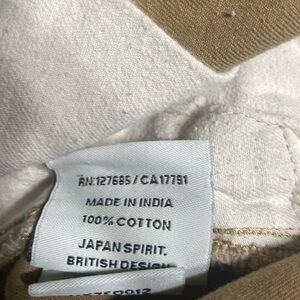 RN:127685 / CA17791
MADE IN INDIA
100% COTTON
JAPAN SPIRIT.
BRITISH DESIGN